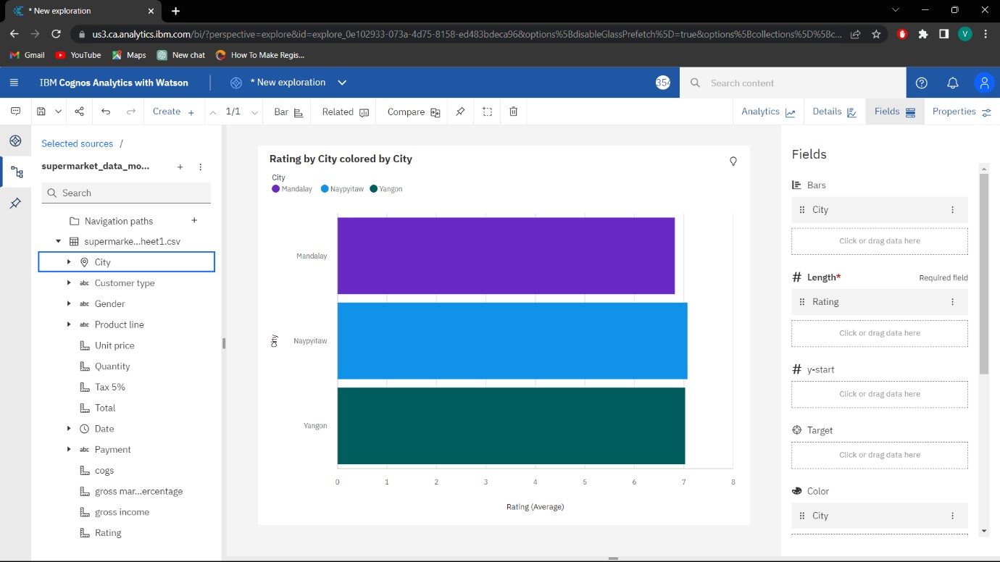 * New exploration
us3.ca.analytics.ibm.com/bi/?perspective=explore&id=explore_0e102933-073a-4d75-8158-ed483bdeca96&options%5BdisableGlassPrefetch%5D=true&options%5Bcollections%5D%5Bc...
V
Gmail YouTube Maps New chat How To Make Regis...
IBM Cognos Analytics with Watson * New exploration 354 Search content
Create + 1/1 Bar Related Compare Analytics Details Fields Properties
Selected sources /
supermarket_data_mo...
Search
Navigation paths
supermarke...heet1.csv
City
abc Customer type
abc Gender
abc Product line
Unit price
Quantity
Tax 5%
Total
Date
abc Payment
cogs
gross mar...ercentage
gross income
Rating
Rating by City colored by City
City
Mandalay Naypyitaw Yangon
City
Mandalay
Naypyitaw
Yangon
0 1 2 3 4 5 6 7 8
Rating (Average)
Fields
Bars
City
Click or drag data here
# Length* Required field
Rating
Click or drag data here
# y-start
Click or drag data here
Target
Click or drag data here
Color
City